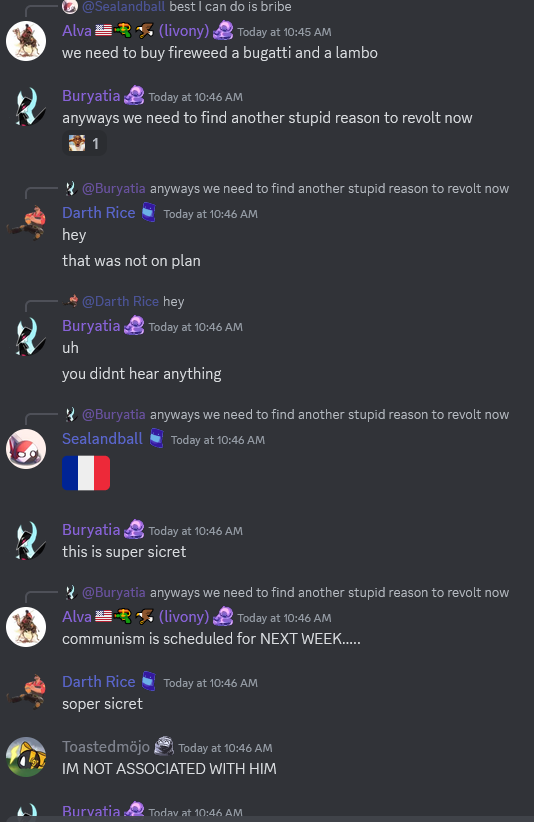 @Sealandball best I can do is bribe
Alva (livony) Today at 10:45 AM
we need to buy fireweed a bugatti and a lambo
Buryatia Today at 10:46 AM
anyways we need to find another stupid reason to revolt now
1
@Buryatia anyways we need to find another stupid reason to revolt now
Darth Rice Today at 10:46 AM
hey
that was not on plan
@Darth Rice hey
Buryatia Today at 10:46 AM
uh
you didnt hear anything
@Buryatia anyways we need to find another stupid reason to revolt now
Sealandball Today at 10:46 AM
Buryatia Today at 10:46 AM
this is super sicret
@Buryatia anyways we need to find another stupid reason to revolt now
Alva (livony) Today at 10:46 AM
communism is scheduled for NEXT WEEK.....
Darth Rice Today at 10:46 AM
soper sicret
Toastedmöjo Today at 10:46 AM
IM NOT ASSOCIATED WITH HIM
Buryatia Today at 10:46 AM